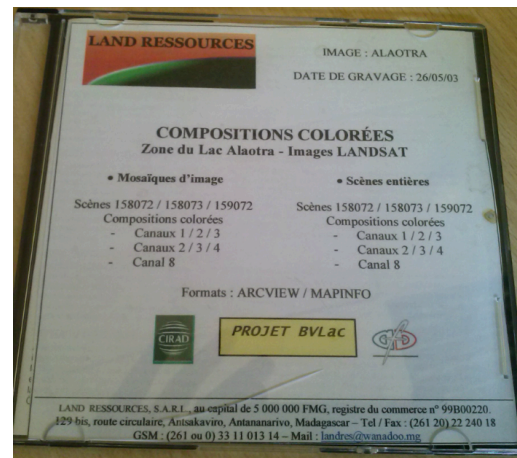 LAND RESSOURCES
IMAGE : ALAOTRA
DATE DE GRAVAGE : 26/05/03
COMPOSITIONS COLORÉES
Zone du Lac Alaotra - Images LANDSAT
• Mosaïques d'image
Scènes 158072 / 158073 / 159072
Compositions colorées
- Canaux 1 / 2 / 3
- Canaux 2 / 3 / 4
- Canal 8
• Scènes entières
Scènes 158072 / 158073 / 159072
Compositions colorées
- Canaux 1 / 2 / 3
- Canaux 2 / 3 / 4
- Canal 8
Formats : ARCVIEW / MAPINFO
CIRAD
PROJET BVLac
LAND RESSOURCES, S.A.R.L., au capital de 5 000 000 FMG, registre du commerce n° 99B00220.
129 bis, route circulaire, Antsakaviro, Antananarivo, Madagascar – Tel / Fax : (261 20) 22 240 18
GSM : (261 ou 0) 33 11 013 14 – Mail : landres@wanadoo.mg